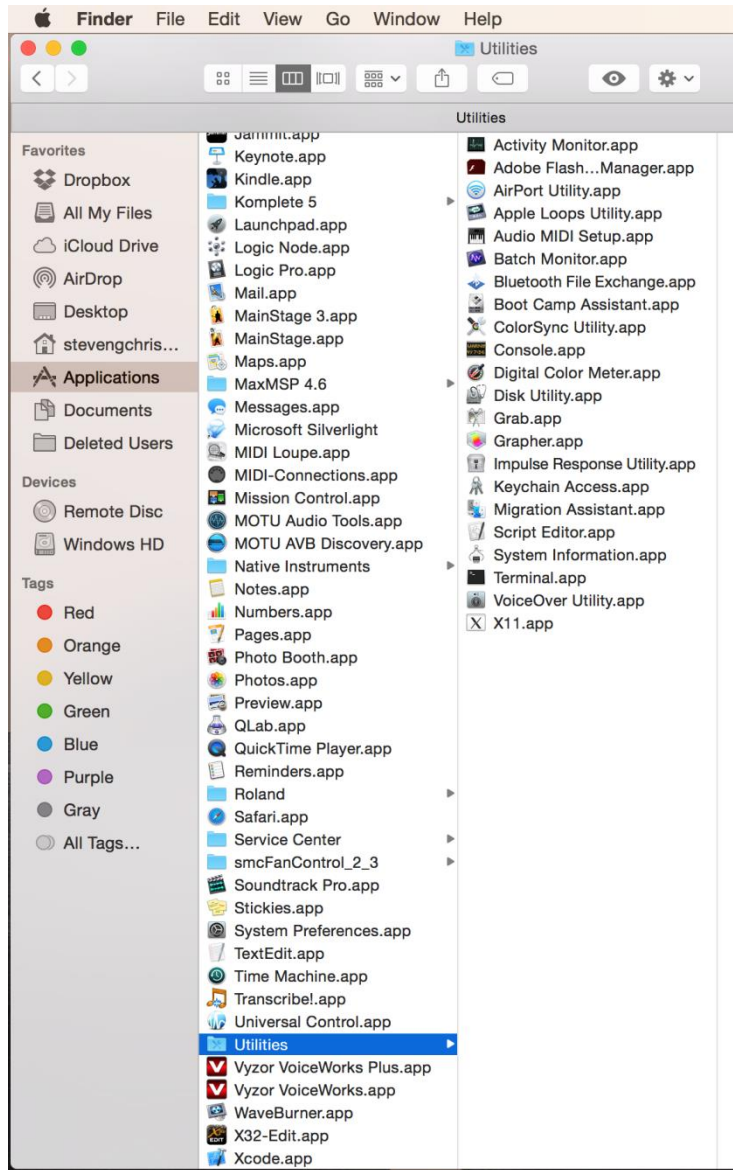 Finder File Edit View Go Window Help
Utilities
Utilities
Favorites
Dropbox
All My Files
iCloud Drive
AirDrop
Desktop
stevengchris...
Applications
Documents
Deleted Users
Devices
Remote Disc
Windows HD
Tags
Red
Orange
Yellow
Green
Blue
Purple
Gray
All Tags...
Jammit.app
Keynote.app
Kindle.app
Komplete 5
Launchpad.app
Logic Node.app
Logic Pro.app
Mail.app
MainStage 3.app
MainStage.app
Maps.app
MaxMSP 4.6
Messages.app
Microsoft Silverlight
MIDI Loupe.app
MIDI-Connections.app
Mission Control.app
MOTU Audio Tools.app
MOTU AVB Discovery.app
Native Instruments
Notes.app
Numbers.app
Pages.app
Photo Booth.app
Photos.app
Preview.app
QLab.app
QuickTime Player.app
Reminders.app
Roland
Safari.app
Service Center
smcFanControl_2_3
Soundtrack Pro.app
Stickies.app
System Preferences.app
TextEdit.app
Time Machine.app
Transcribe!.app
Universal Control.app
Utilities
Vyzor VoiceWorks Plus.app
Vyzor VoiceWorks.app
WaveBurner.app
X32-Edit.app
Xcode.app
Activity Monitor.app
Adobe Flash...Manager.app
AirPort Utility.app
Apple Loops Utility.app
Audio MIDI Setup.app
Batch Monitor.app
Bluetooth File Exchange.app
Boot Camp Assistant.app
ColorSync Utility.app
Console.app
Digital Color Meter.app
Disk Utility.app
Grab.app
Grapher.app
Impulse Response Utility.app
Keychain Access.app
Migration Assistant.app
Script Editor.app
System Information.app
Terminal.app
VoiceOver Utility.app
X11.app